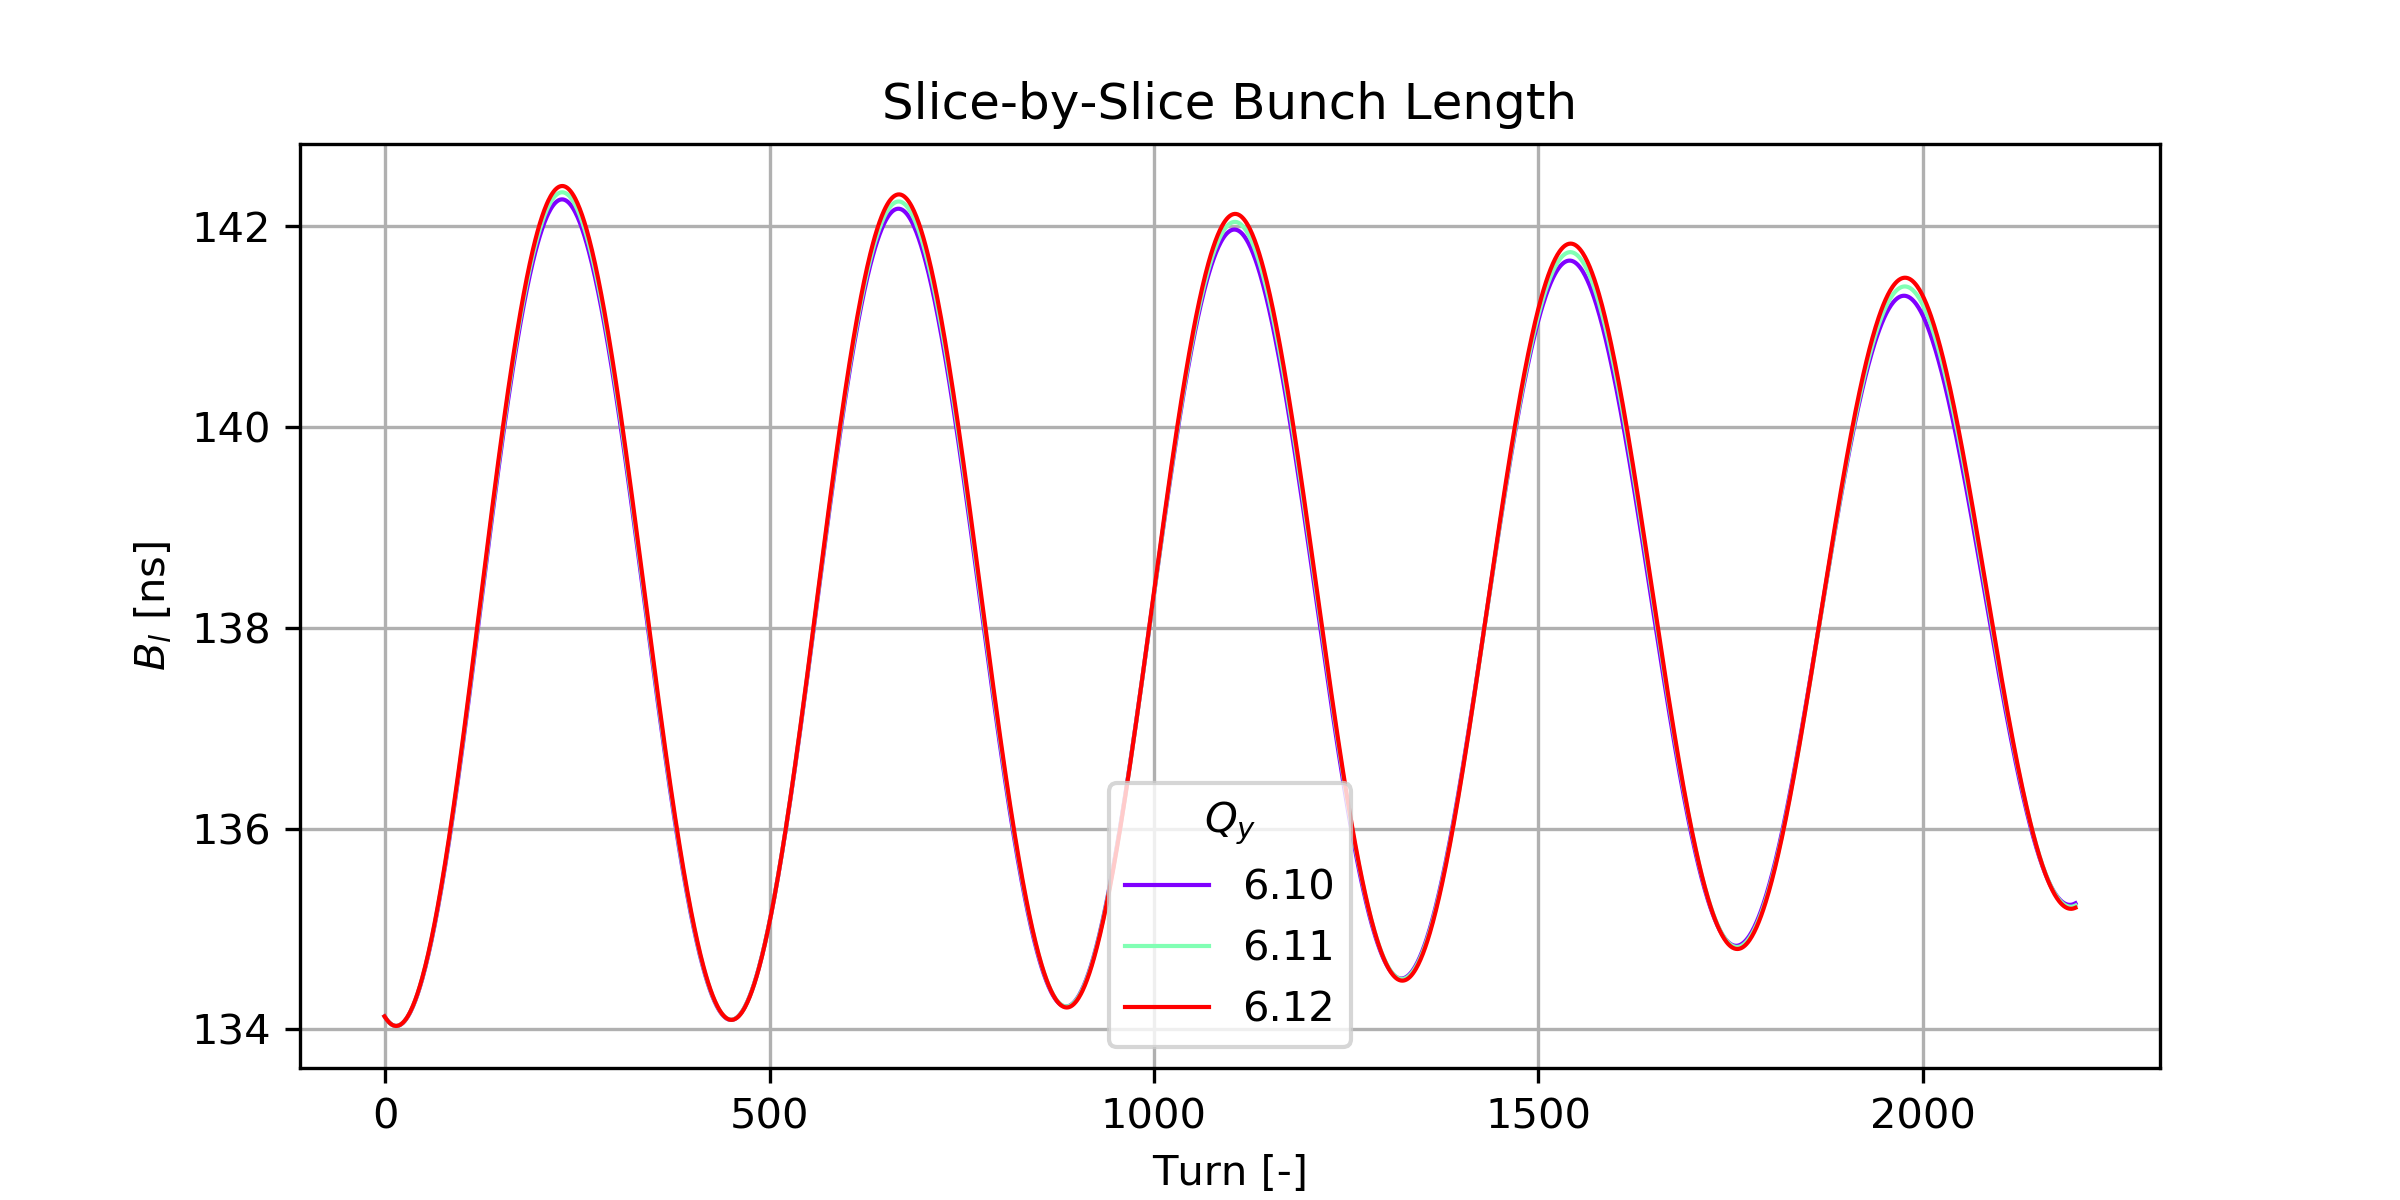 Slice-by-Slice Bunch Length
B_l [ns]
142
140
138
136
134
Q_y
6.10
6.11
6.12
0 500 1000 1500 2000
Turn [-]